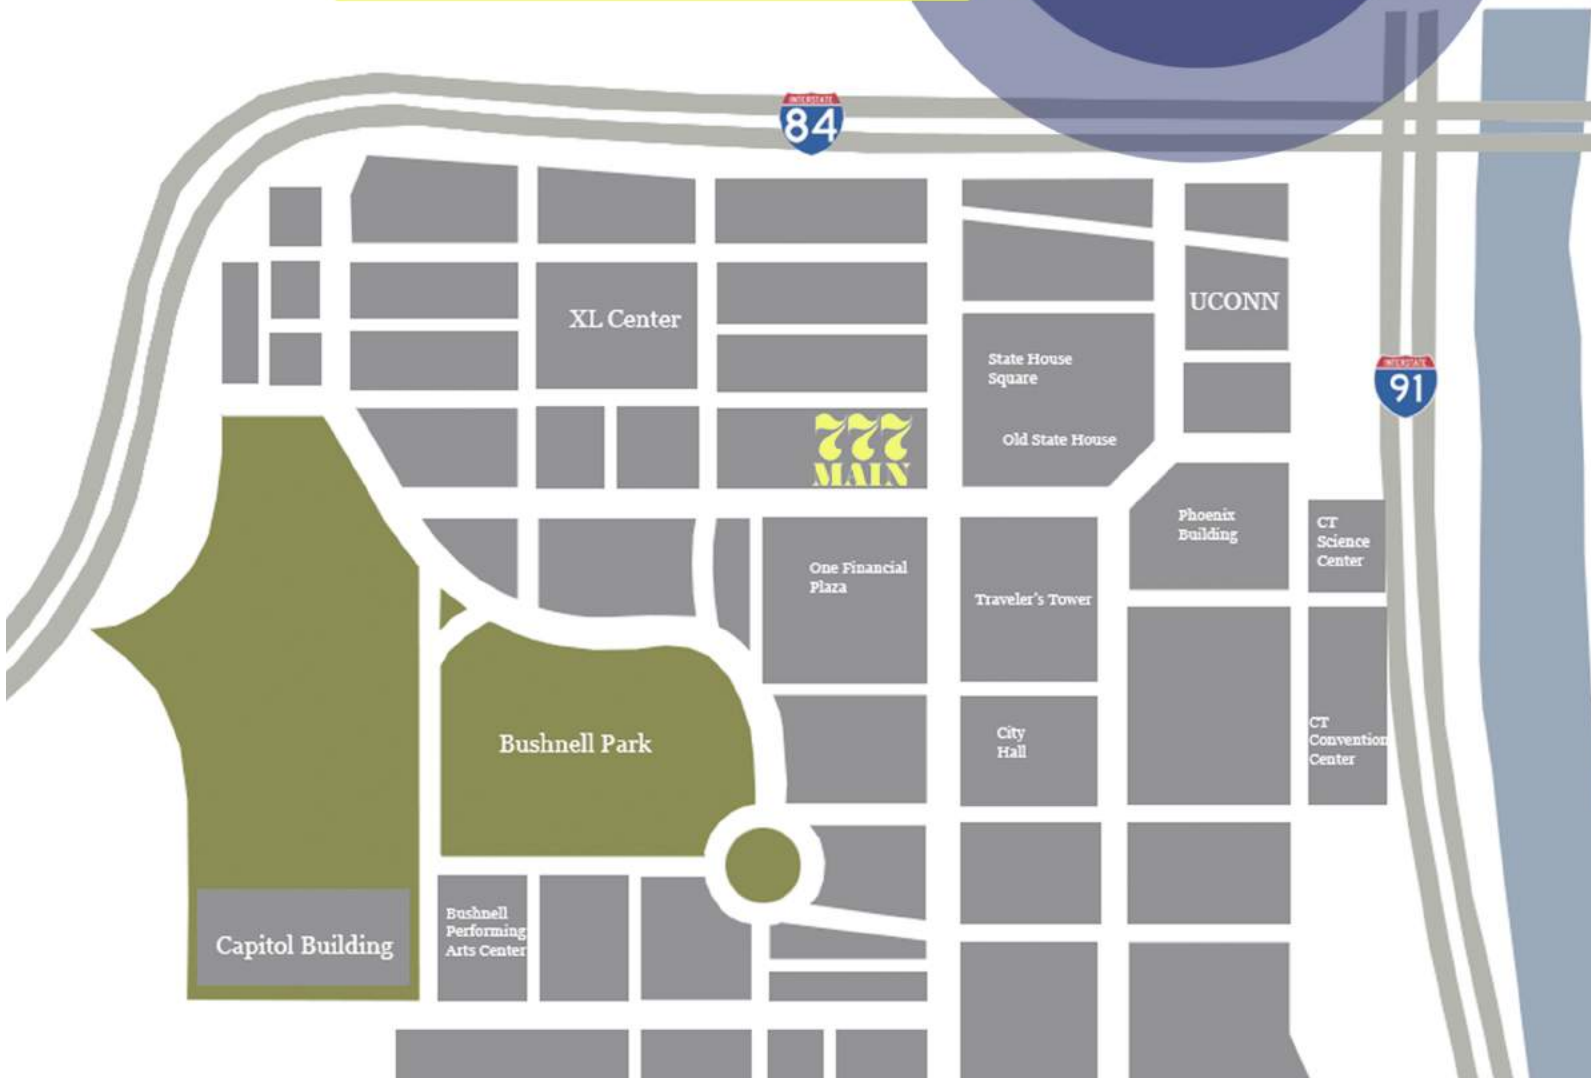 INTERSTATE
84
XL Center
UCONN
State House
Square
INTERSTATE
91
Old State House
777
MAIN
Phoenix
Building
CT
Science
Center
One Financial
Plaza
Traveler's Tower
Bushnell Park
City
Hall
CT
Convention
Center
Capitol Building
Bushnell
Performing
Arts Center